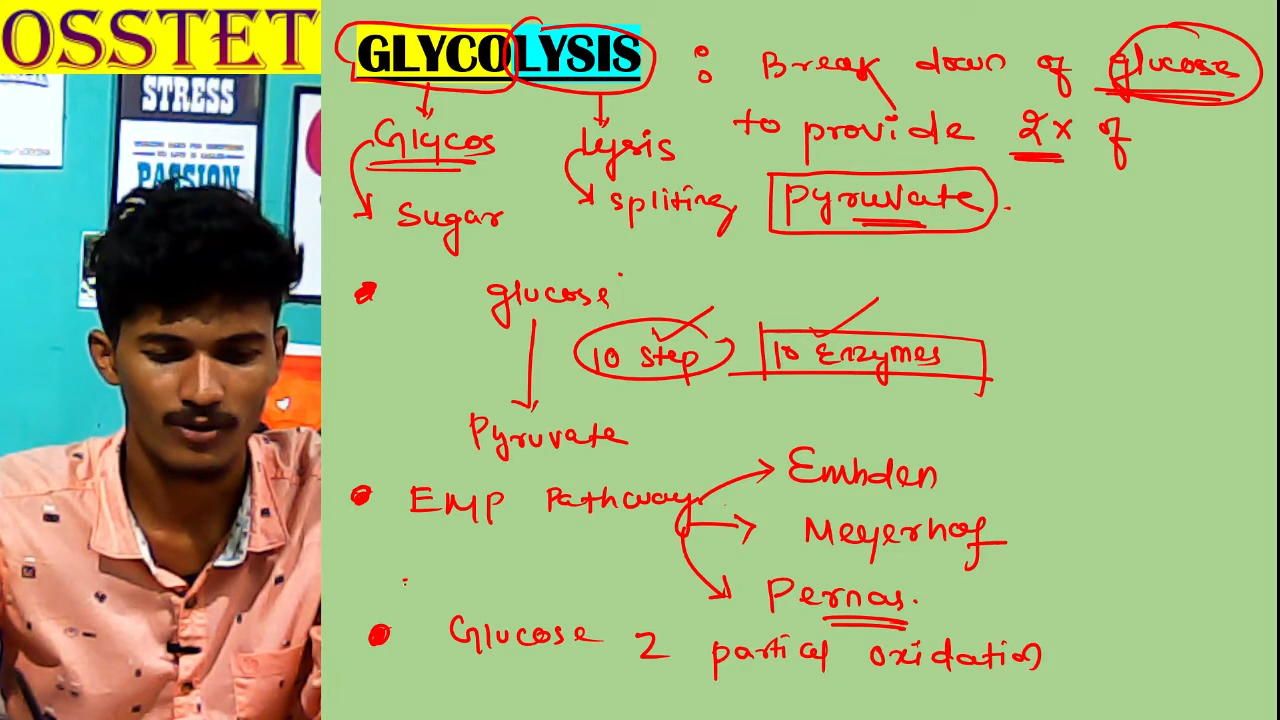 OSSTET
STRESS
PASSION
GLYCOLYSIS : Break down of glucose
to provide 2x of
Pyruvate.
Glycos
Sugar
Lysis
spliting
glucose
10 Step
10 Enzymes
Pyruvate
EMP Pathway
Embden
Meyerhof
Pernas.
Glucose 2 partial oxidation